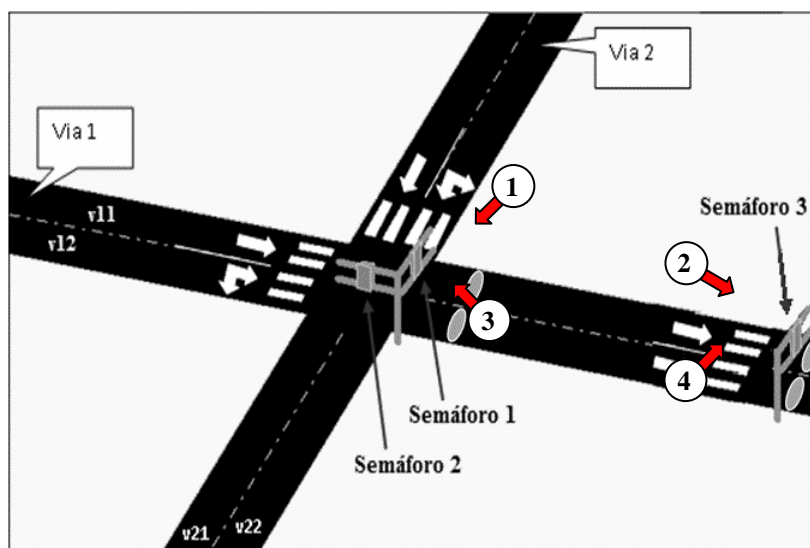 Via 2
Via 1
1
Semáforo 3
v11
v12
2
3
4
Semáforo 1
Semáforo 2
v21
v22